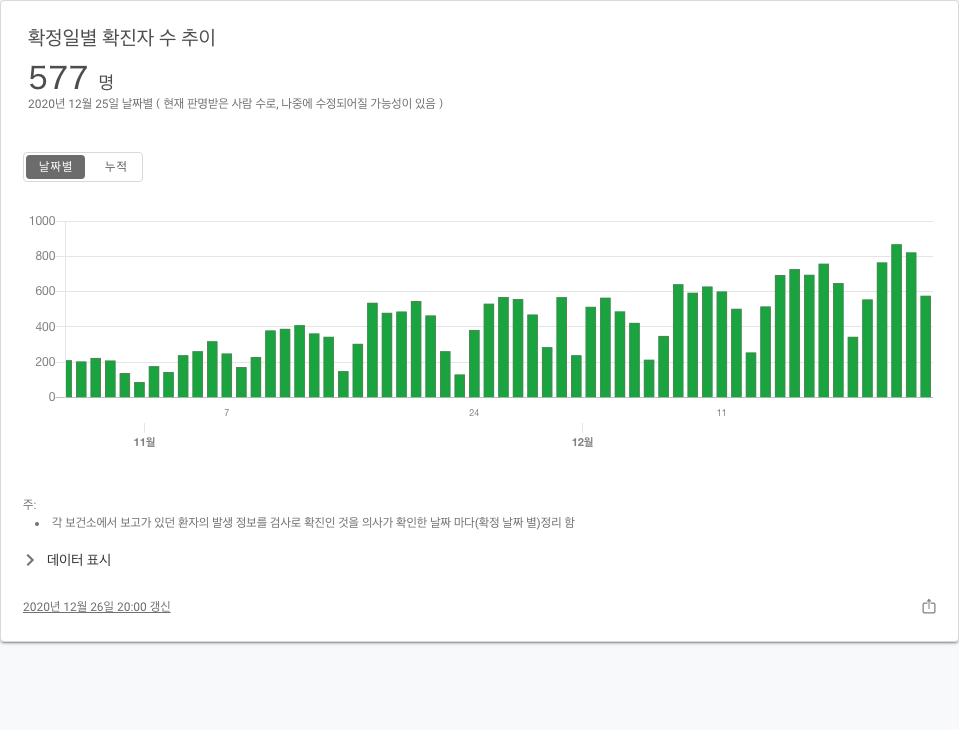 확정일별 확진자 수 추이
577 명
2020년 12월 25일 날짜별 ( 현재 판명받은 사람 수로, 나중에 수정되어질 가능성이 있음 )
날짜별 누적
1000
800
600
400
200
0
7 24 11
11월 12월
주:
각 보건소에서 보고가 있던 환자의 발생 정보를 검사로 확진인 것을 의사가 확인한 날짜 마다(확정 날짜 별)정리 함
데이터 표시
2020년 12월 26일 20:00 갱신